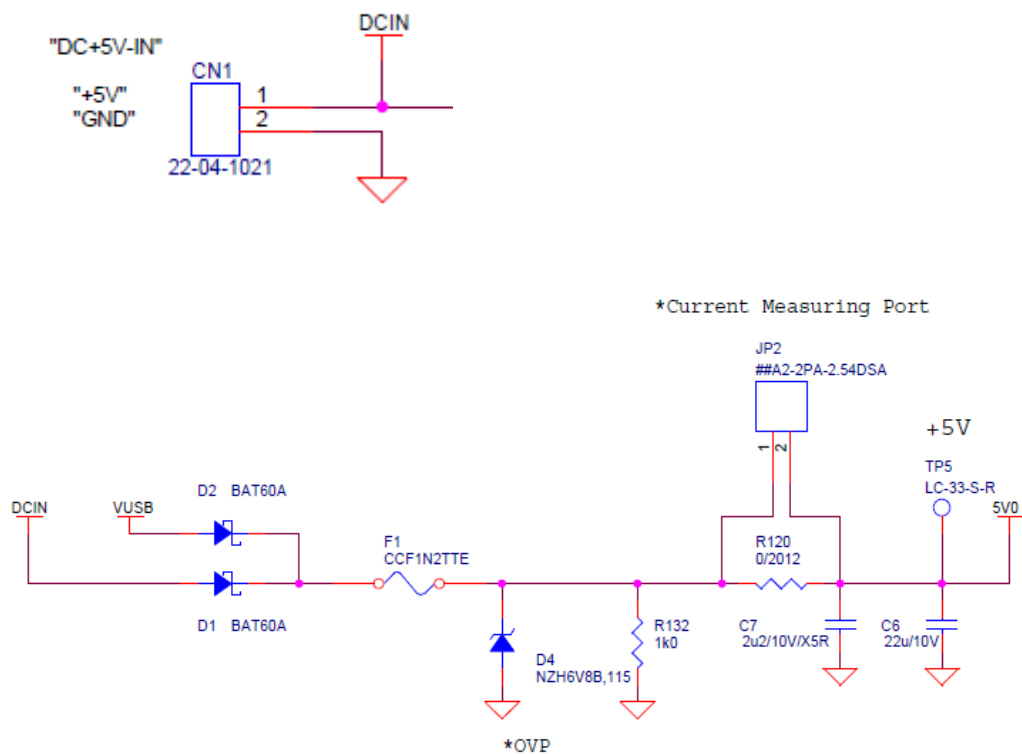 DCIN
"DC+5V-IN"
CN1
"+5V"
1
"GND"
2
22-04-1021
*Current Measuring Port
JP2
##A2-2PA-2.54DSA
1
2
+5V
TP5
LC-33-S-R
5V0
D2 BAT60A
DCIN
VUSB
F1
CCF1N2TTE
R120
0/2012
D1 BAT60A
R132
1k0
C7
2u2/10V/X5R
C6
22u/10V
D4
NZH6V8B,115
*OVP